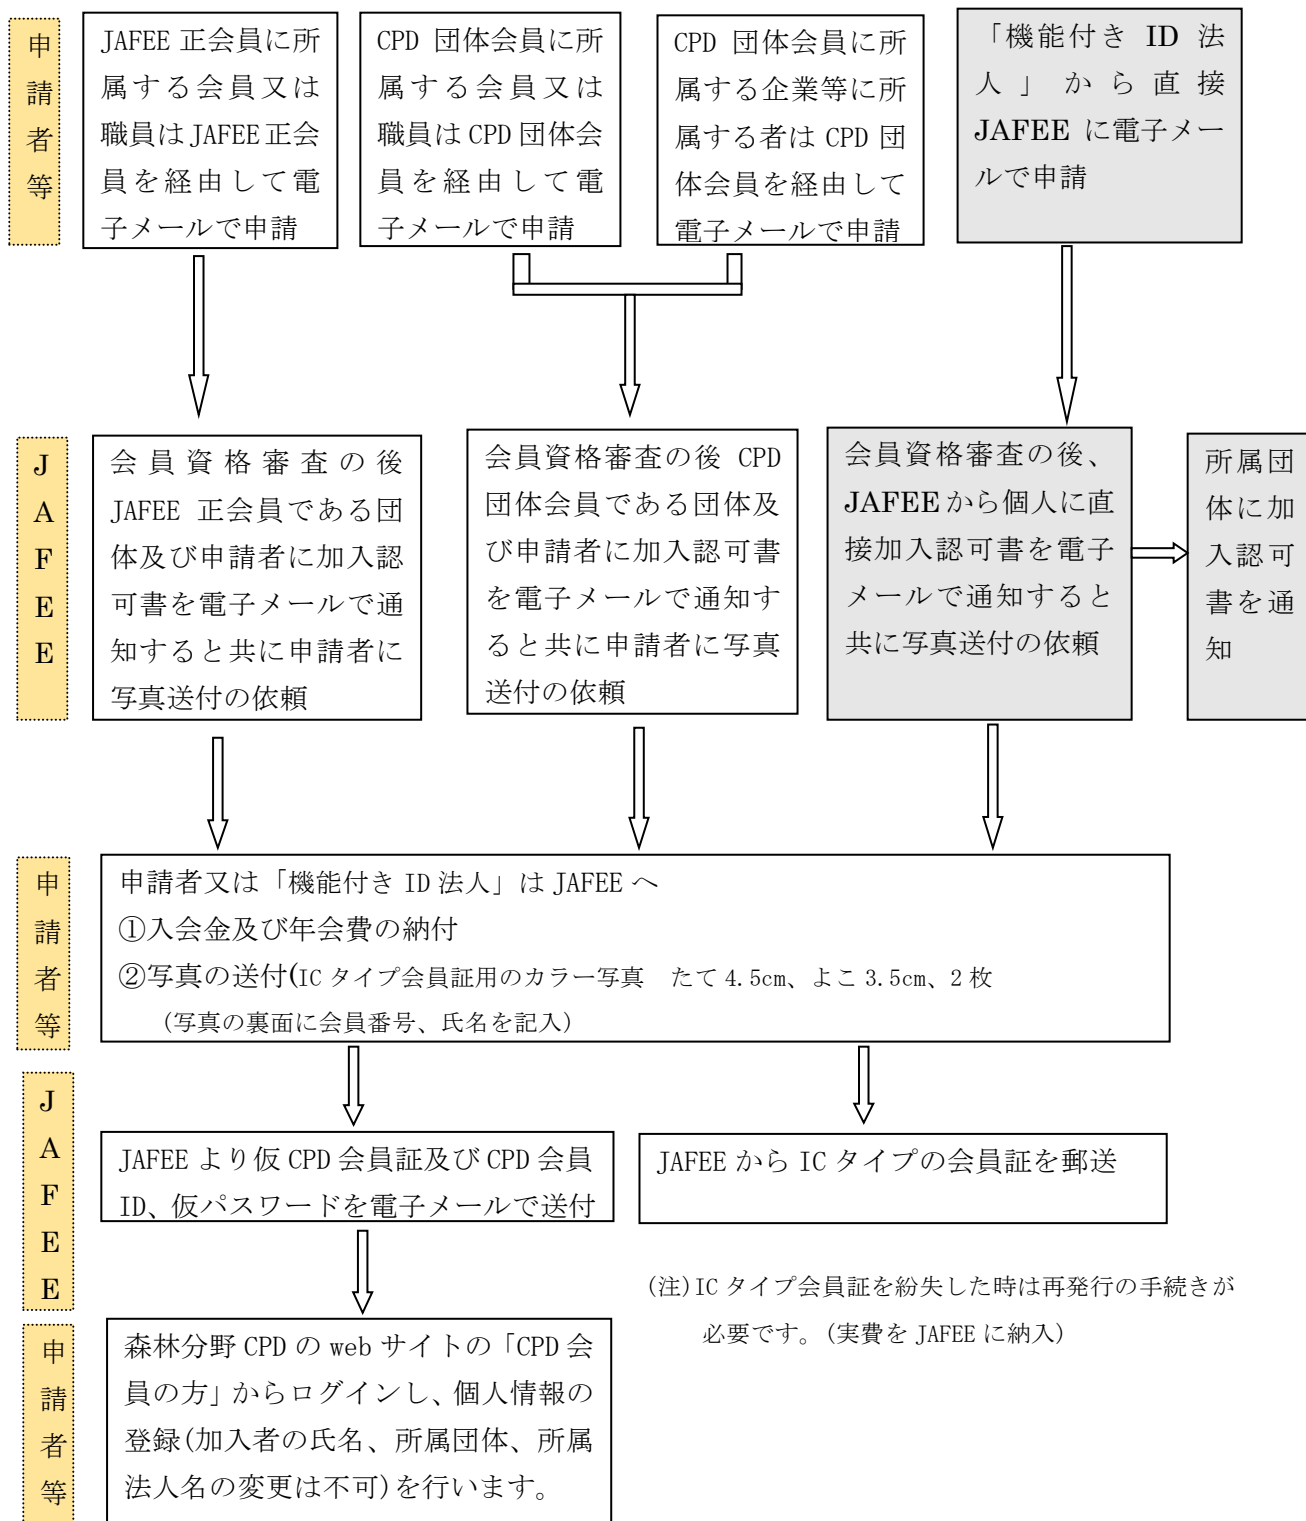 申
請
者
等
JAFEE 正会員に所
属する会員又は
職員は JAFEE 正会
員を経由して電
子メールで申請
CPD 団体会員に所
属する会員又は
職員は CPD 団体会
員を経由して電
子メールで申請
CPD 団体会員に所
属する企業等に所
属する者は CPD 団
体会員を経由して
電子メールで申請
「機能付き ID 法
人」から直接
JAFEE に電子メー
ルで申請
J
A
F
E
E
会員資格審査の後
JAFEE 正会員である団
体及び申請者に加入認
可書を電子メールで通
知すると共に申請者に
写真送付の依頼
会員資格審査の後 CPD
団体会員である団体及
び申請者に加入認可書
を電子メールで通知す
ると共に申請者に写真
送付の依頼
会員資格審査の後、
JAFEE から個人に直
接加入認可書を電子
メールで通知すると
共に写真送付の依頼
所属団
体に加
入認可
書を通
知
申
請
者
等
申請者又は「機能付き ID 法人」は JAFEE へ
①入会金及び年会費の納付
②写真の送付(IC タイプ会員証用のカラー写真　たて 4.5cm、よこ 3.5cm、2 枚
(写真の裏面に会員番号、氏名を記入)
J
A
F
E
E
JAFEE より仮 CPD 会員証及び CPD 会員
ID、仮パスワードを電子メールで送付
JAFEE から IC タイプの会員証を郵送
(注)IC タイプ会員証を紛失した時は再発行の手続きが
必要です。(実費を JAFEE に納入)
申
請
者
等
森林分野 CPD の web サイトの「CPD 会
員の方」からログインし、個人情報の
登録(加入者の氏名、所属団体、所属
法人名の変更は不可)を行います。